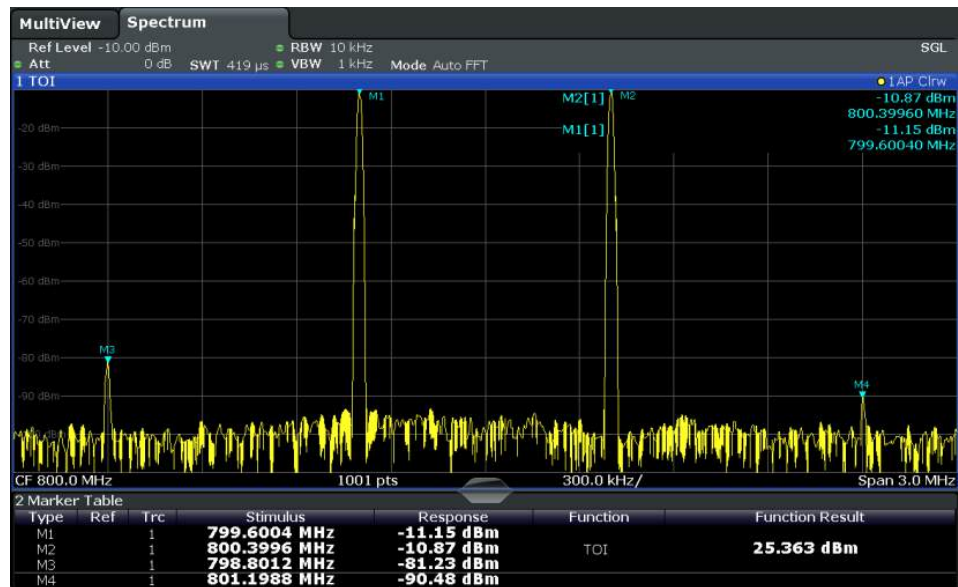 MultiView Spectrum
Ref Level -10.00 dBm RBW 10 kHz SGL
Att 0 dB SWT 419 µs VBW 1 kHz Mode Auto FFT
1 TOI 1AP Clrw
M1 M2[1] M2 -10.87 dBm
800.39960 MHz
-20 dBm M1[1] -11.15 dBm
799.60040 MHz
-30 dBm
-40 dBm
-50 dBm
-60 dBm
-70 dBm
M3
-80 dBm
M4
-90 dBm
CF 800.0 MHz 1001 pts 300.0 kHz/ Span 3.0 MHz
2 Marker Table
Type Ref Trc Stimulus Response Function Function Result
M1 1 799.6004 MHz -11.15 dBm
M2 1 800.3996 MHz -10.87 dBm TOI 25.363 dBm
M3 1 798.8012 MHz -81.23 dBm
M4 1 801.1988 MHz -90.48 dBm